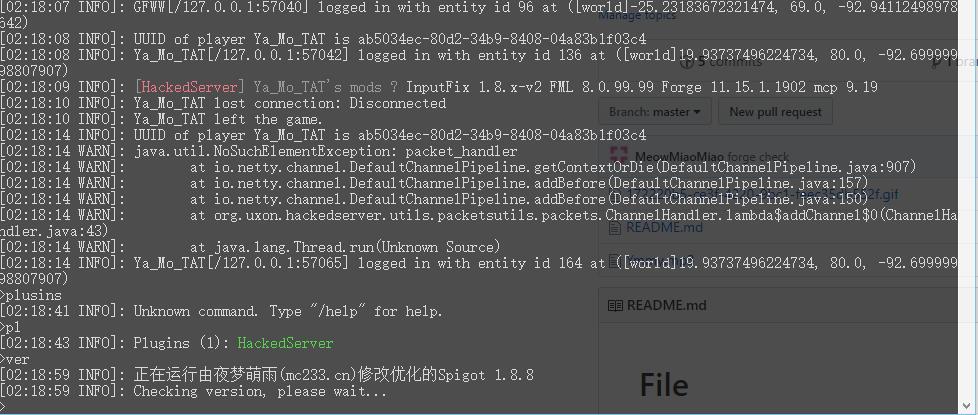 [02:18:07 INFO]: GFWW[/127.0.0.1:57040] logged in with entity id 96 at ([world]-25.23183672321474, 69.0, -92.94112498978
642)
[02:18:08 INFO]: UUID of player Ya_Mo_TAT is ab5034ec-80d2-34b9-8408-04a83b1f03c4
[02:18:08 INFO]: Ya_Mo_TAT[/127.0.0.1:57042] logged in with entity id 136 at ([world]19.93737496224734, 80.0, -92.699999
98807907)
[02:18:09 INFO]: [HackedServer] Ya_Mo_TAT's mods ? InputFix 1.8.x-v2 FML 8.0.99.99 Forge 11.15.1.1902 mcp 9.19
[02:18:10 INFO]: Ya_Mo_TAT lost connection: Disconnected
[02:18:10 INFO]: Ya_Mo_TAT left the game.
[02:18:14 INFO]: UUID of player Ya_Mo_TAT is ab5034ec-80d2-34b9-8408-04a83b1f03c4
[02:18:14 WARN]: java.util.NoSuchElementException: packet_handler
[02:18:14 WARN]: at io.netty.channel.DefaultChannelPipeline.getContextOrDie(DefaultChannelPipeline.java:907)
[02:18:14 WARN]: at io.netty.channel.DefaultChannelPipeline.addBefore(DefaultChannelPipeline.java:157)
[02:18:14 WARN]: at io.netty.channel.DefaultChannelPipeline.addBefore(DefaultChannelPipeline.java:150)
[02:18:14 WARN]: at org.uxon.hackedserver.utils.packetsutils.packets.ChannelHandler.lambda$addChannel$0(ChannelHa
ndler.java:43)
[02:18:14 WARN]: at java.lang.Thread.run(Unknown Source)
[02:18:14 INFO]: Ya_Mo_TAT[/127.0.0.1:57065] logged in with entity id 164 at ([world]19.93737496224734, 80.0, -92.699999
98807907)
>plusins
[02:18:41 INFO]: Unknown command. Type "/help" for help.
>pl
[02:18:43 INFO]: Plugins (1): HackedServer
>ver
[02:18:59 INFO]: 正在运行由夜梦萌雨(mc233.cn)修改优化的Spigot 1.8.8
[02:18:59 INFO]: Checking version, please wait...
>
Manage topics
5 commits
Branch: master
New pull request
MeowMiaoMiao forge check
README.md
README.md
File